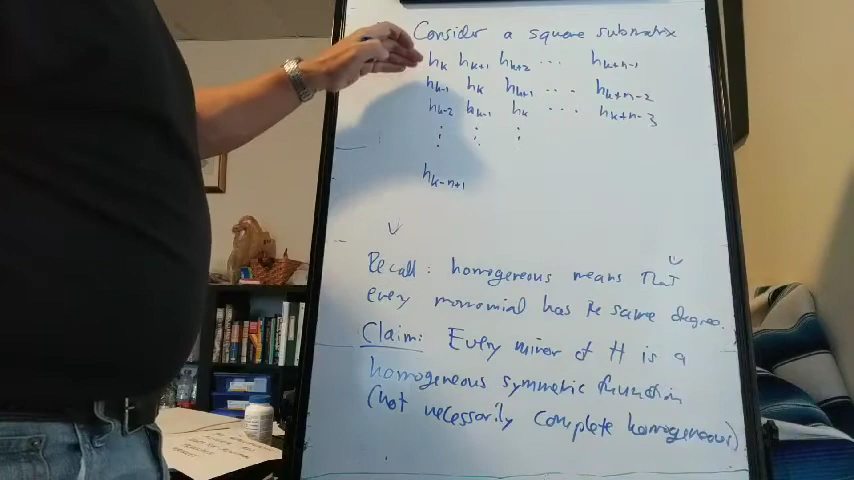 Consider a square submatrix
h_k h_{k+1} h_{k+2} ... h_{k+n-1}
h_{k-1} h_k h_{k+1} ... h_{k+n-2}
h_{k-2} h_{k-1} h_k ... h_{k+n-3}
⋮ ⋮ ⋮
h_{k-n+1}
Recall: homogeneous means that
every monomial has the same degree.
Claim: Every minor of H is a
homogeneous symmetric function
(not necessarily complete homogeneous)